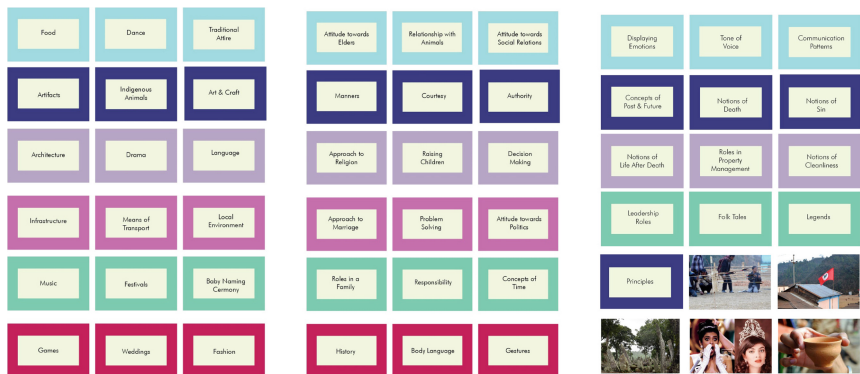 Food
Dance
Traditional
Attire
Artifacts
Indigenous
Animals
Art & Craft
Architecture
Drama
Language
Infrastructure
Means of
Transport
Local
Environment
Music
Festivals
Baby Naming
Cermony
Games
Weddings
Fashion
Attitude towards
Elders
Relationship with
Animals
Attitude towards
Social Relations
Manners
Courtesy
Authority
Approach to
Religion
Raising
Children
Decision
Making
Approach to
Marriage
Problem
Solving
Attitude towards
Politics
Roles in a
Family
Responsibility
Concepts of
Time
History
Body Language
Gestures
Displaying
Emotions
Tone of
Voice
Communication
Patterns
Concepts of
Past & Future
Notions of
Death
Notions of
Sin
Notions of
Life After Death
Roles in
Property
Management
Notions of
Cleanliness
Leadership
Roles
Folk Tales
Legends
Principles